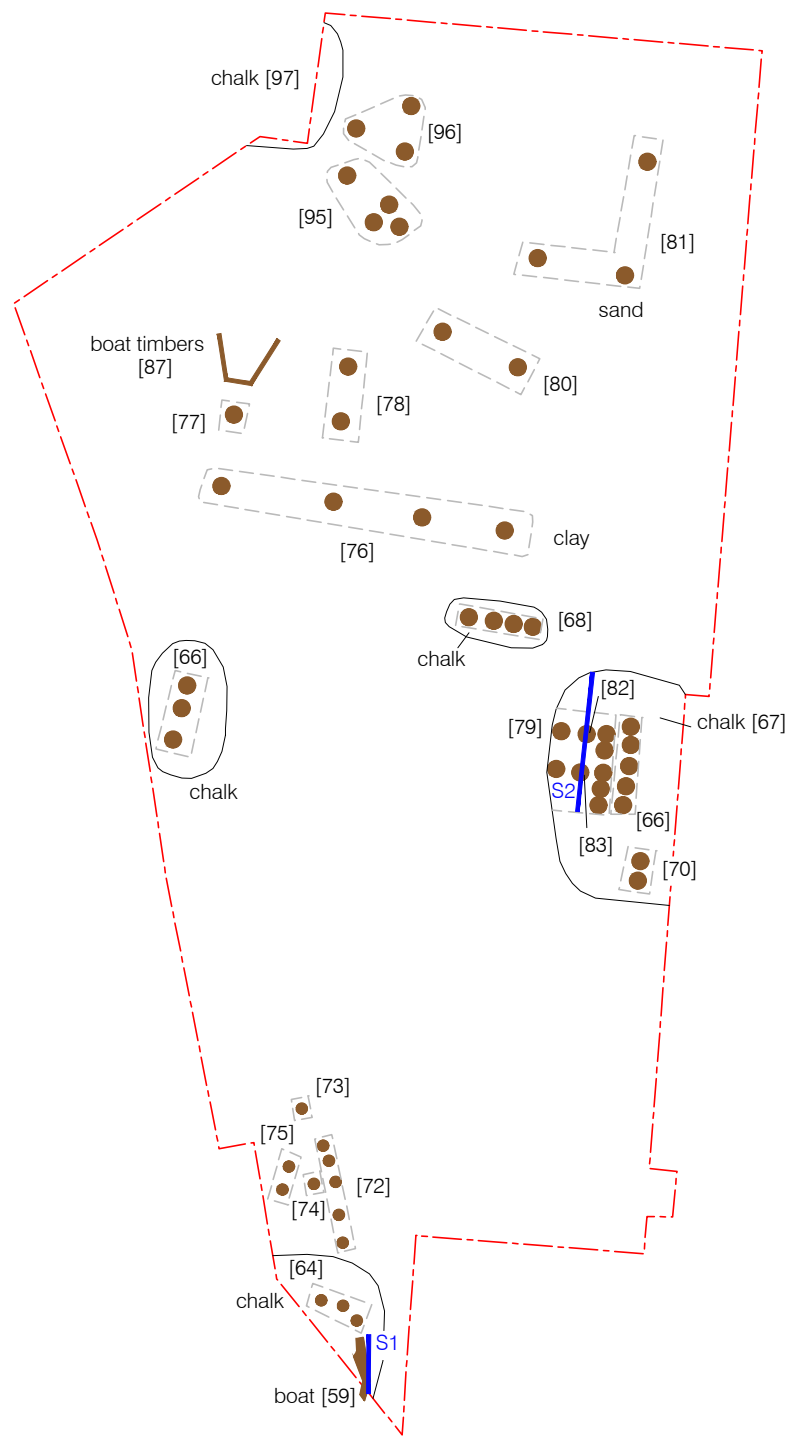 chalk [97]
[96]
[95]
[81]
sand
boat timbers
[87]
[80]
[78]
[77]
[76]
clay
[68]
chalk
[66]
chalk
[82]
[79]
chalk [67]
S2
[66]
[83]
[70]
[73]
[75]
[72]
[74]
[64]
chalk
S1
boat [59]